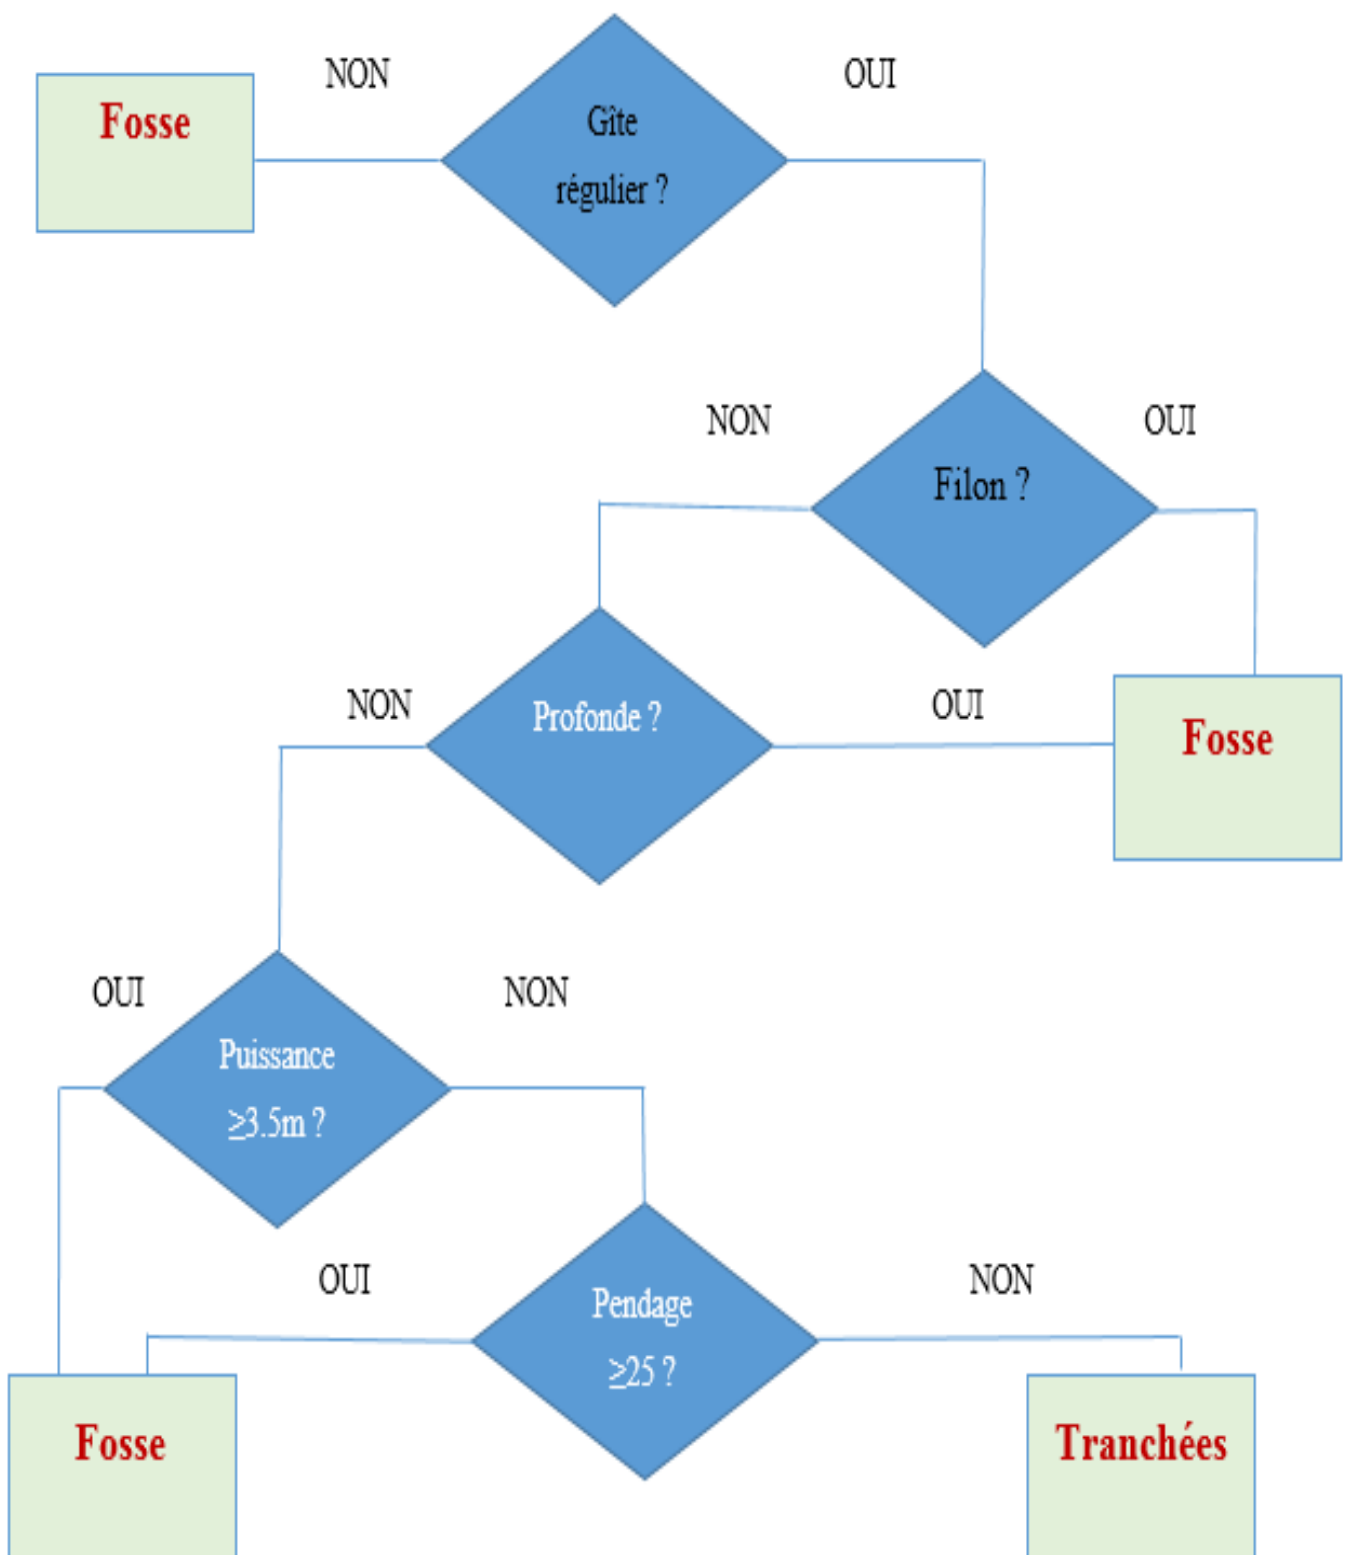 NON
OUI
Fosse
Gîte
régulier ?
NON
OUI
Filon ?
NON
OUI
Profonde ?
Fosse
OUI
NON
Puissance
≥3.5m ?
OUI
NON
Pendage
≥25 ?
Fosse
Tranchées